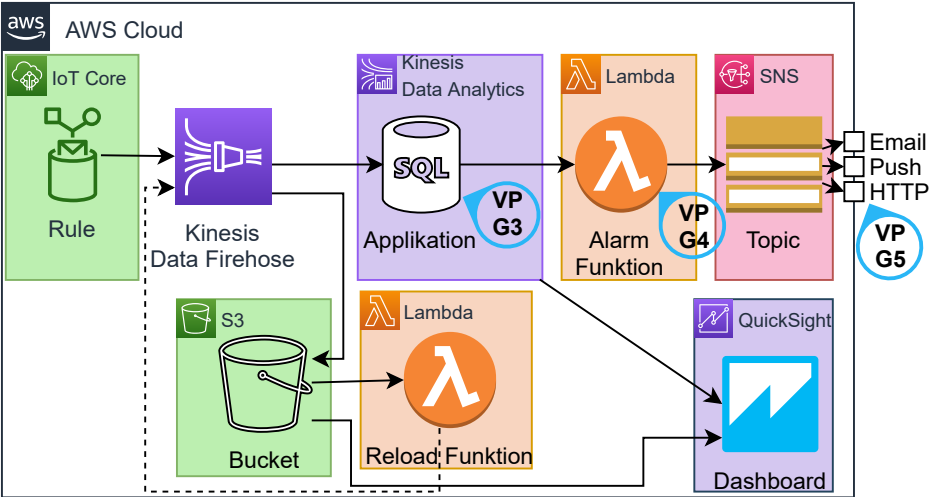 aws
AWS Cloud
IoT Core
Rule
Kinesis
Data Firehose
Kinesis
Data Analytics
SQL
Applikation
VP
G3
Lambda
Alarm
Funktion
VP
G4
SNS
Topic
Email
Push
HTTP
VP
G5
S3
Bucket
Lambda
Reload Funktion
QuickSight
Dashboard